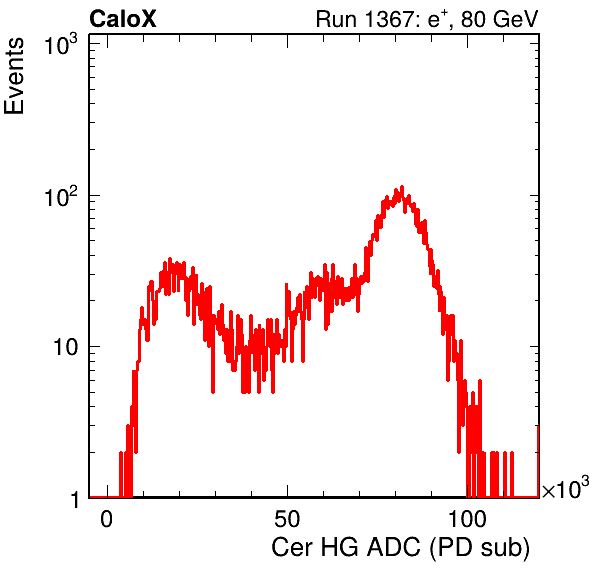 CaloX Run 1367: e⁺, 80 GeV
Events
10³
10²
10
1
0 50 100 ×10³
Cer HG ADC (PD sub)